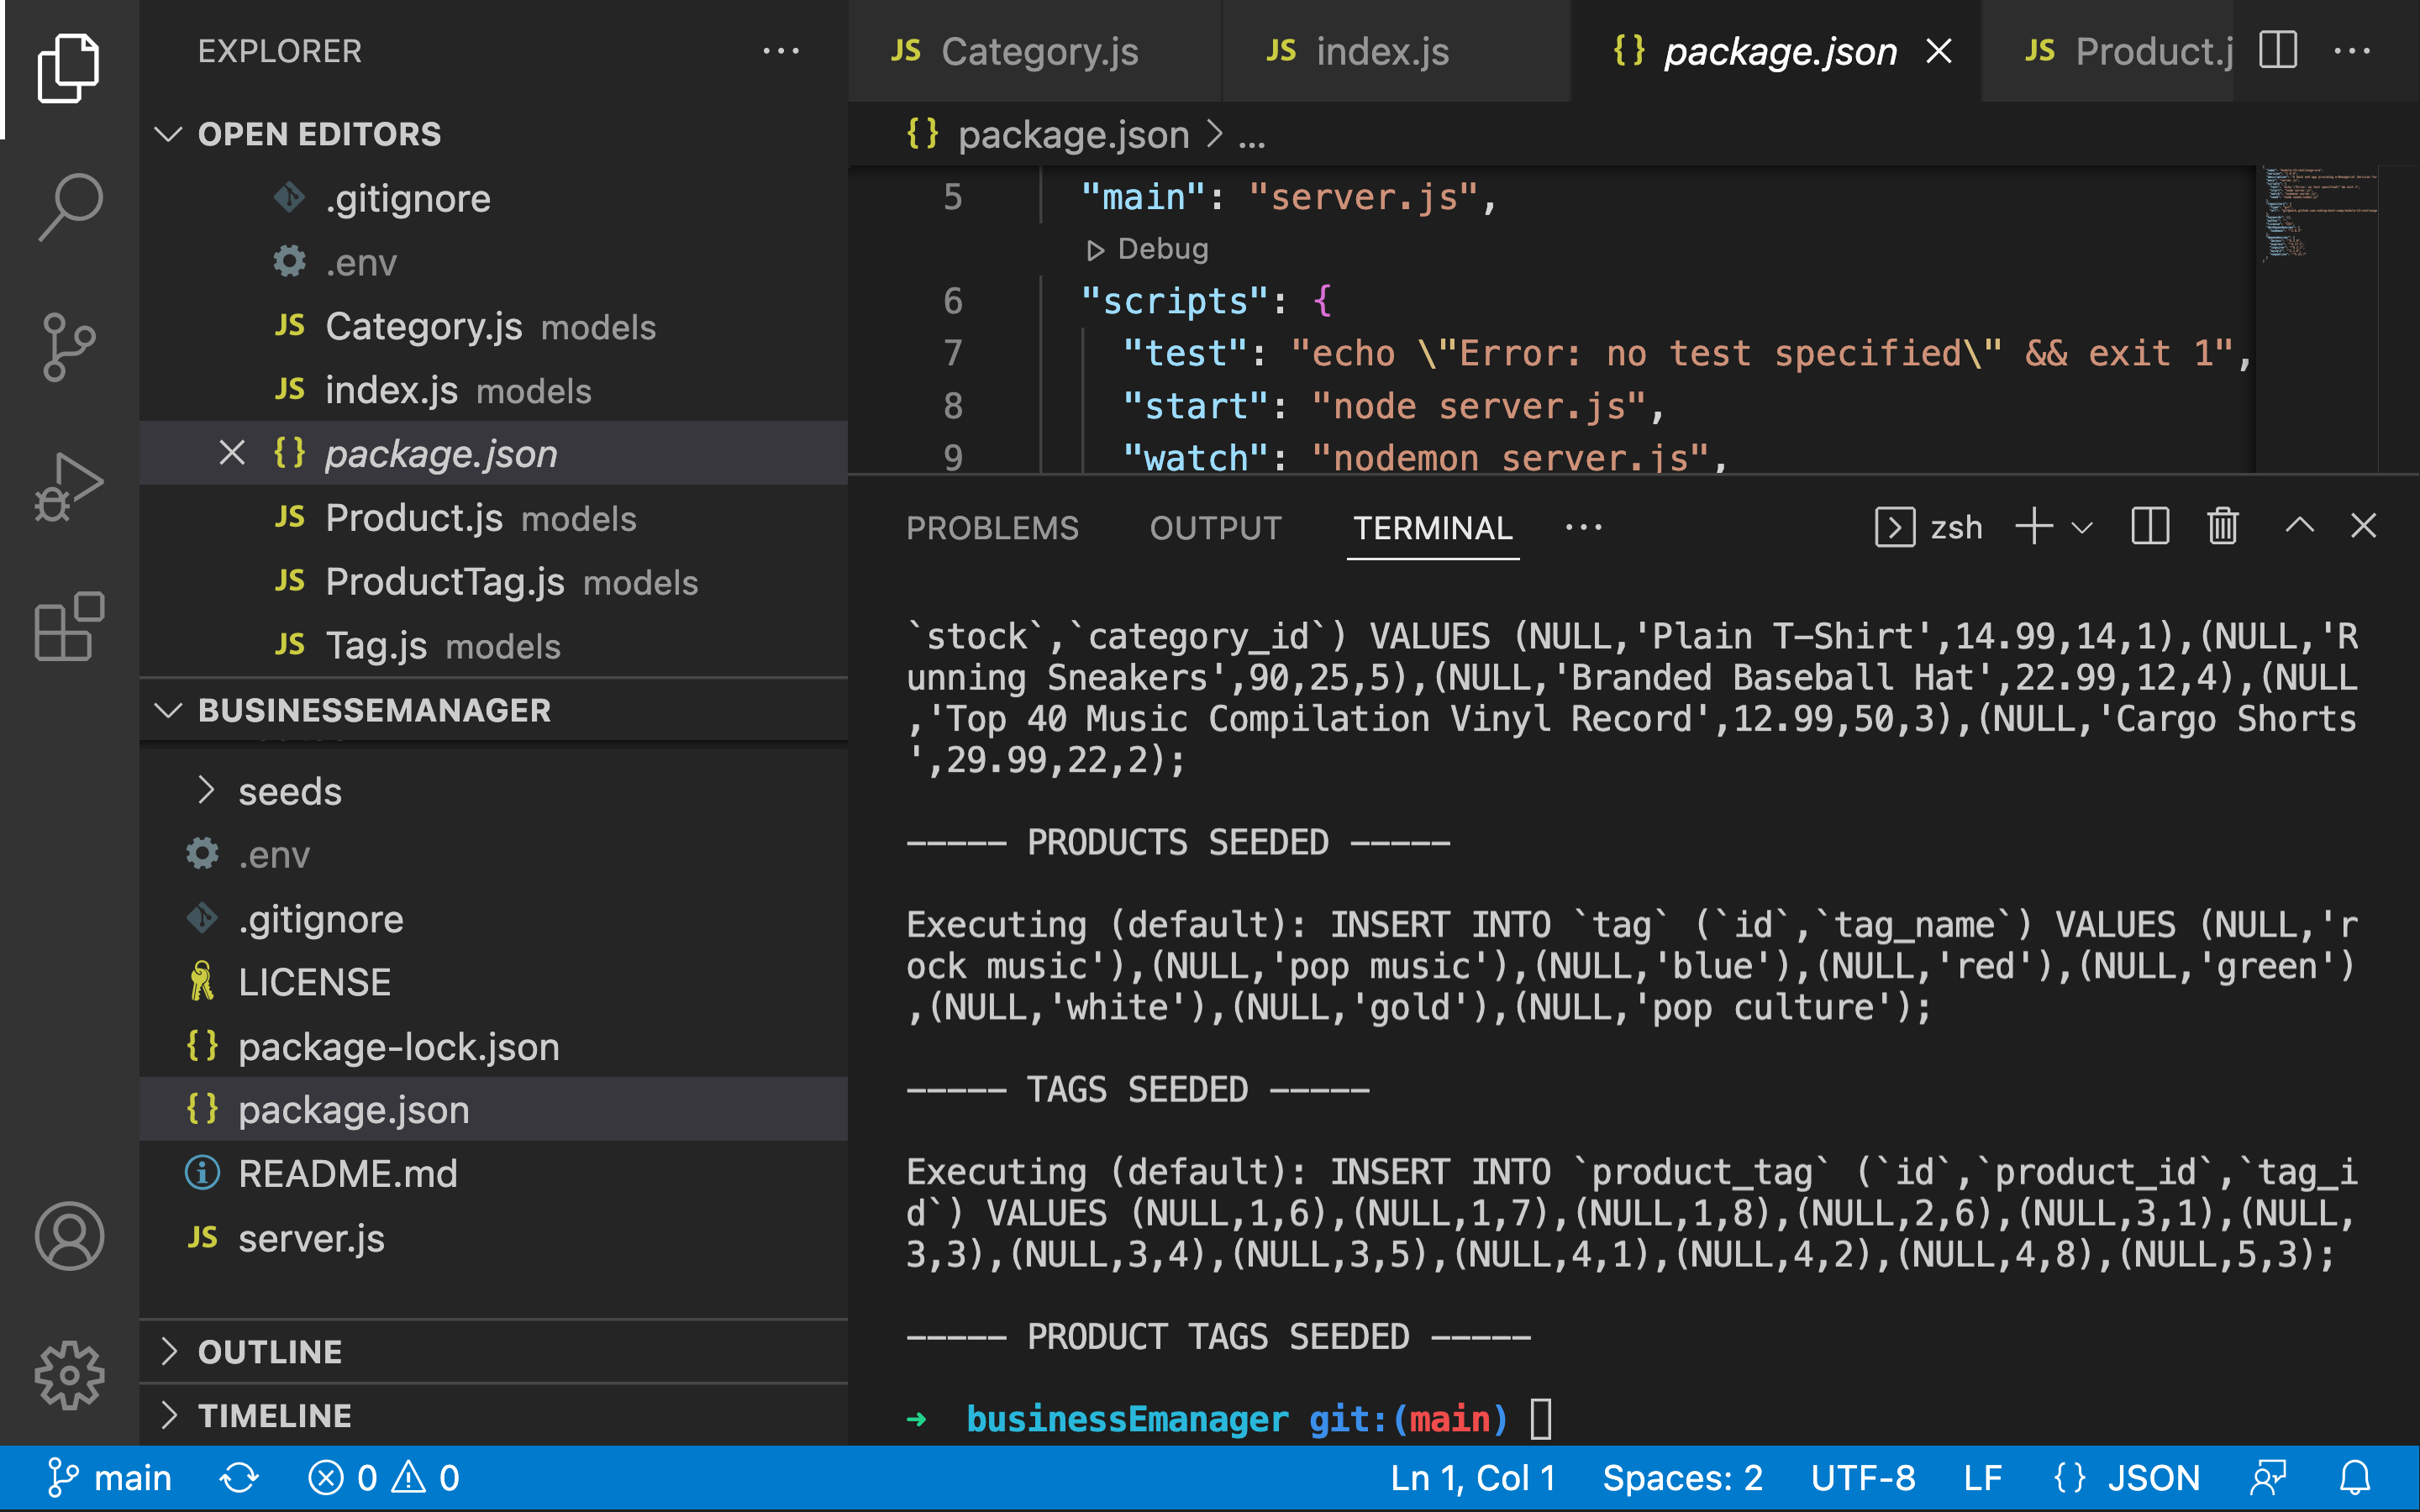 EXPLORER
OPEN EDITORS
.gitignore
.env
JS Category.js models
JS index.js models
{} package.json
JS Product.js models
JS ProductTag.js models
JS Tag.js models
BUSINESSEMANAGER
seeds
.env
.gitignore
LICENSE
{} package-lock.json
{} package.json
README.md
JS server.js
OUTLINE
TIMELINE
JS Category.js
JS index.js
{} package.json
JS Product.j
{} package.json > ...
5 "main": "server.js",
Debug
6 "scripts": {
7 "test": "echo \"Error: no test specified\" && exit 1",
8 "start": "node server.js",
9 "watch": "nodemon server.js",
PROBLEMS OUTPUT TERMINAL ...
zsh
`stock`,`category_id`) VALUES (NULL,'Plain T-Shirt',14.99,14,1),(NULL,'R
unning Sneakers',90,25,5),(NULL,'Branded Baseball Hat',22.99,12,4),(NULL
,'Top 40 Music Compilation Vinyl Record',12.99,50,3),(NULL,'Cargo Shorts
',29.99,22,2);
----- PRODUCTS SEEDED -----
Executing (default): INSERT INTO `tag` (`id`,`tag_name`) VALUES (NULL,'r
ock music'),(NULL,'pop music'),(NULL,'blue'),(NULL,'red'),(NULL,'green')
,(NULL,'white'),(NULL,'gold'),(NULL,'pop culture');
----- TAGS SEEDED -----
Executing (default): INSERT INTO `product_tag` (`id`,`product_id`,`tag_i
d`) VALUES (NULL,1,6),(NULL,1,7),(NULL,1,8),(NULL,2,6),(NULL,3,1),(NULL,
3,3),(NULL,3,4),(NULL,3,5),(NULL,4,1),(NULL,4,2),(NULL,4,8),(NULL,5,3);
----- PRODUCT TAGS SEEDED -----
➜ businessEmanager git:(main)
main 0 0
Ln 1, Col 1 Spaces: 2 UTF-8 LF {} JSON